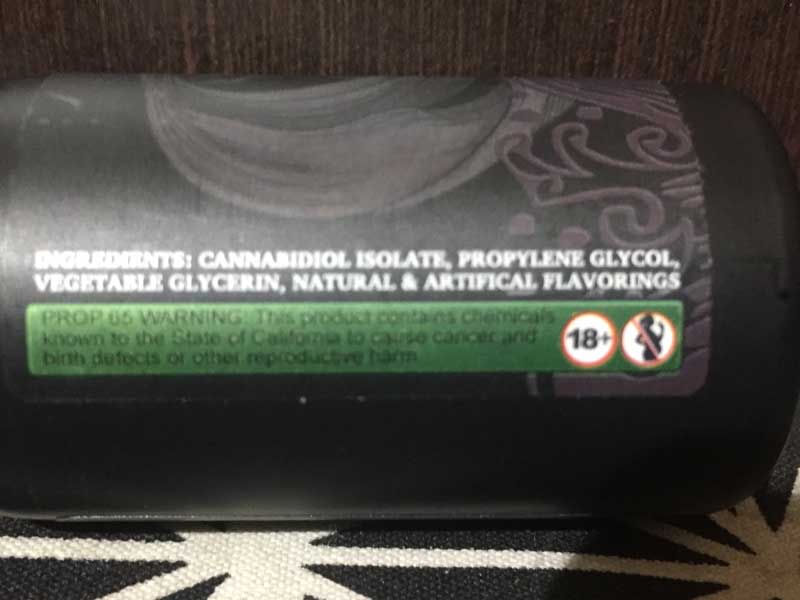 INGREDIENTS: CANNABIDIOL ISOLATE, PROPYLENE GLYCOL,
VEGETABLE GLYCERIN, NATURAL & ARTIFICAL FLAVORINGS
PROP 65 WARNING: This product contains chemicals
known to the State of California to cause cancer and
birth defects or other reproductive harm
18+